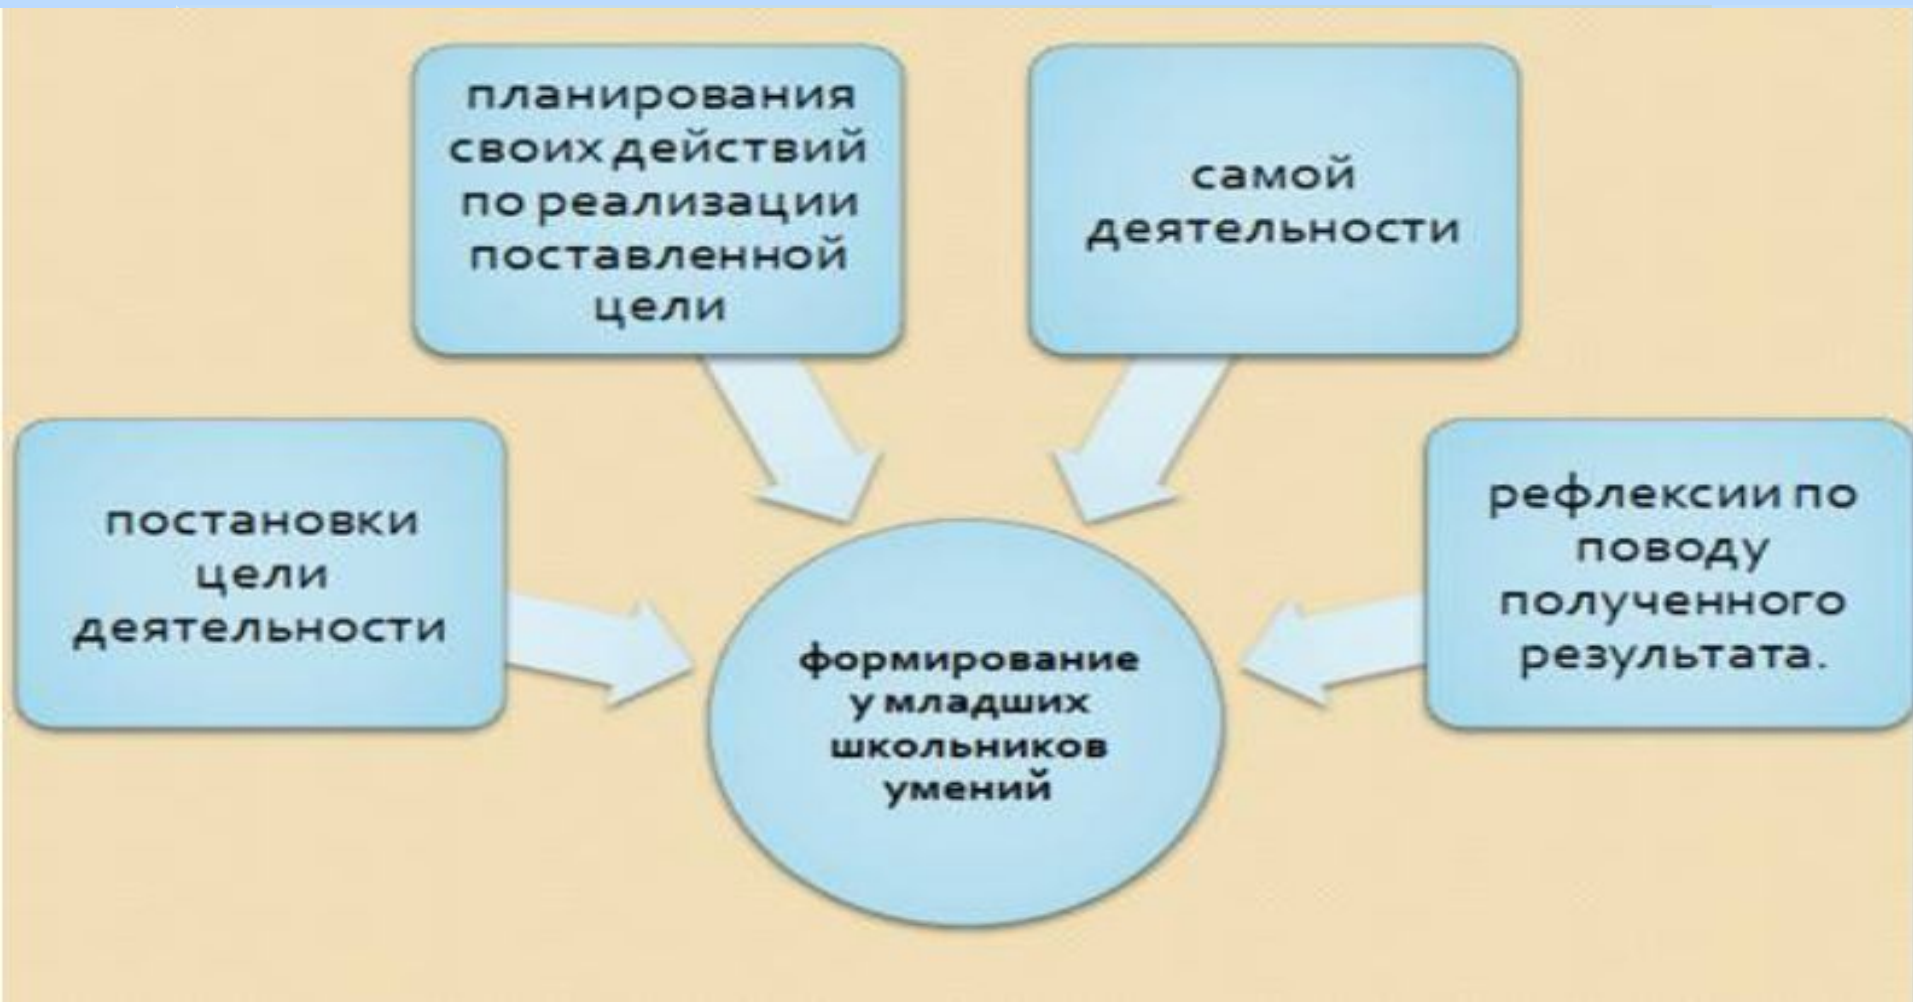 планирования
своих действий
по реализации
поставленной
цели
самой
деятельности
постановки
цели
деятельности
рефлексии по
поводу
полученного
результата.
формирование
у младших
школьников
умений